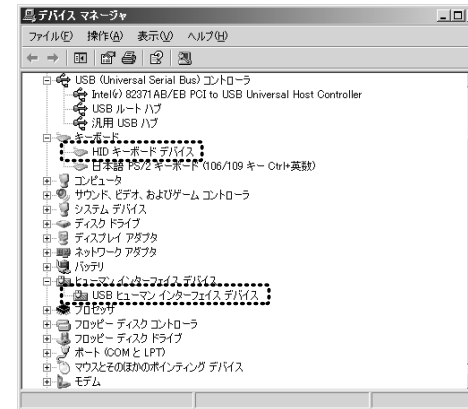 デバイス マネージャ
ファイル(F) 操作(A) 表示(V) ヘルプ(H)
USB (Universal Serial Bus) コントローラ
Intel(r) 82371AB/EB PCI to USB Universal Host Controller
USB ルート ハブ
汎用 USB ハブ
キーボード
HID キーボード デバイス
日本語 PS/2 キーボード (106/109 キー Ctrl+英数)
コンピュータ
サウンド、ビデオ、およびゲーム コントローラ
システム デバイス
ディスク ドライブ
ディスプレイ アダプタ
ネットワーク アダプタ
バッテリ
ヒューマン インターフェイス デバイス
USB ヒューマン インターフェイス デバイス
プロセッサ
フロッピー ディスク コントローラ
フロッピー ディスク ドライブ
ポート (COM と LPT)
マウスとそのほかのポインティング デバイス
モデム